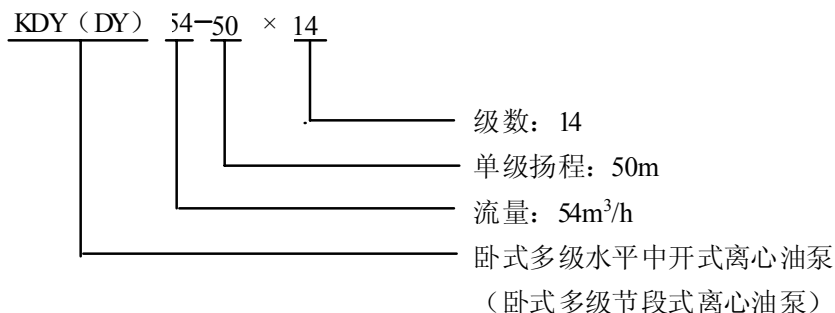 KDY（DY） 54-50 × 14
级数：14
单级扬程：50m
流量：54m³/h
卧式多级水平中开式离心油泵
（卧式多级节段式离心油泵）